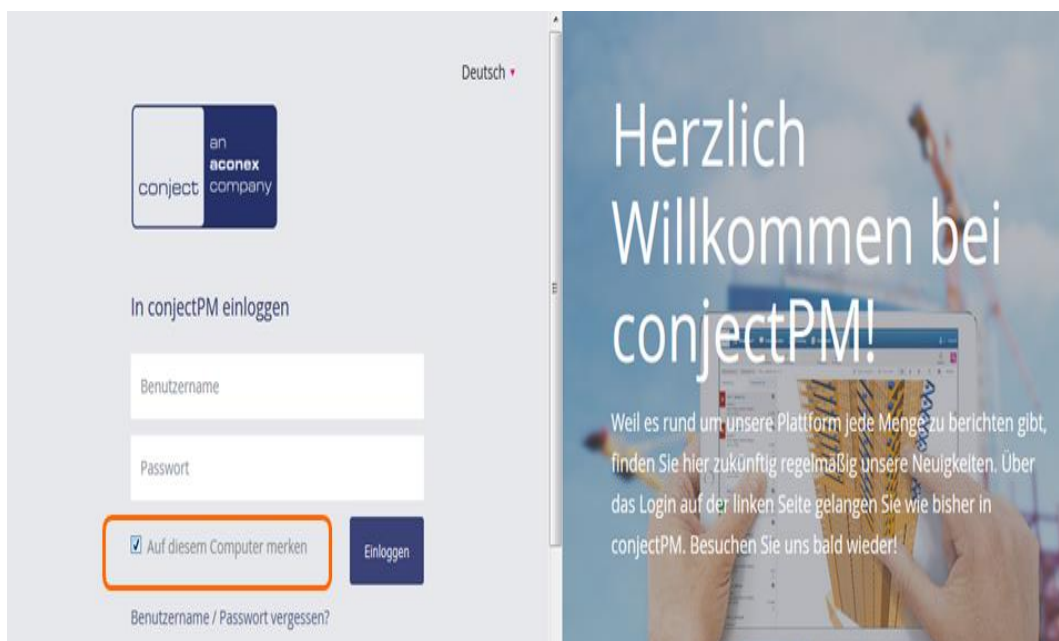 Deutsch
conject
an
aconex
company
In conjectPM einloggen
Benutzername
Passwort
Auf diesem Computer merken
Einloggen
Benutzername / Passwort vergessen?
Herzlich
Willkommen bei
conjectPM!
Weil es rund um unsere Plattform jede Menge zu berichten gibt,
finden Sie hier zukünftig regelmäßig unsere Neuigkeiten. Über
das Login auf der linken Seite gelangen Sie wie bisher in
conjectPM. Besuchen Sie uns bald wieder!